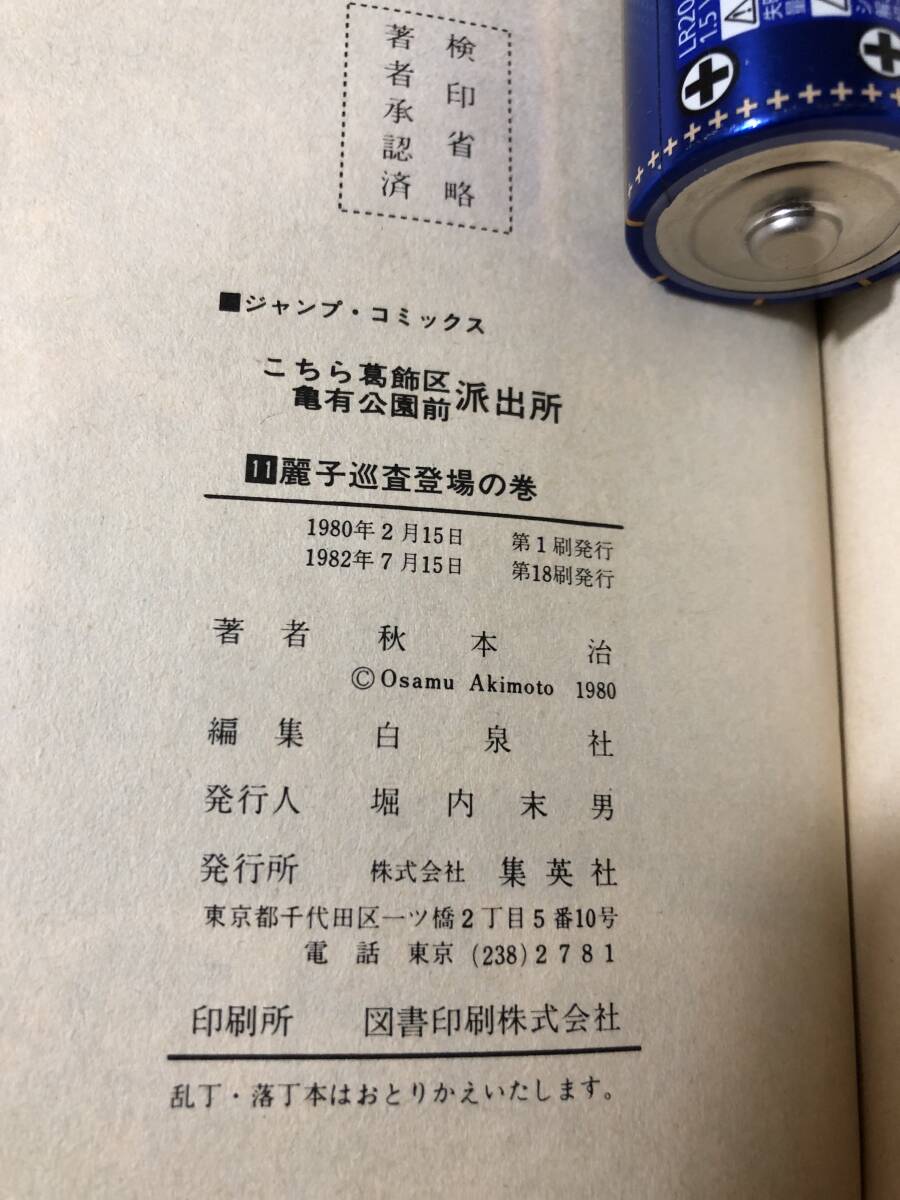 検印省略
著者承認済
LR20
1.5V
■ジャンプ・コミックス
こちら葛飾区
亀有公園前
派出所
11麗子巡査登場の巻
1980年2月15日 第1刷発行
1982年7月15日 第18刷発行
著者 秋本治
©Osamu Akimoto 1980
編集 白泉社
発行人 堀内末男
発行所 株式会社 集英社
東京都千代田区一ツ橋2丁目5番10号
電話 東京(238)2781
印刷所 図書印刷株式会社
乱丁・落丁本はおとりかえいたします。